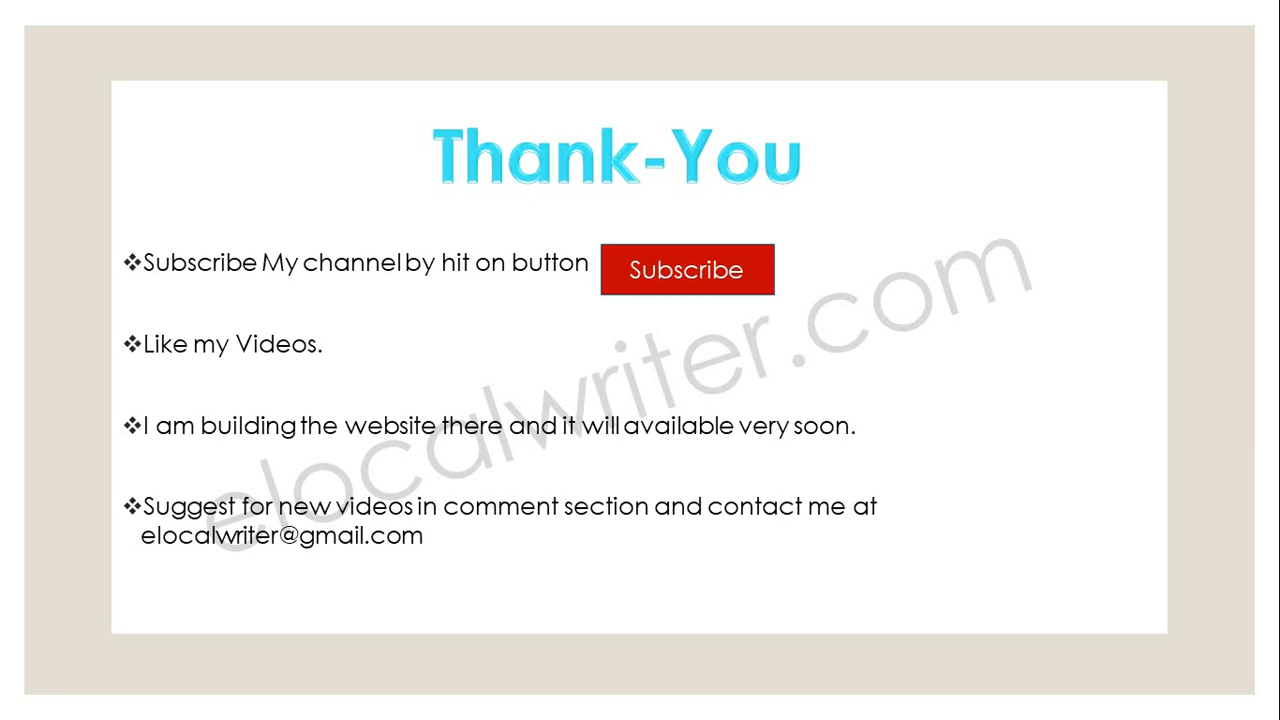 Thank-You
❖Subscribe My channel by hit on button
Subscribe
❖Like my Videos.
❖I am building the website there and it will available very soon.
❖Suggest for new videos in comment section and contact me at
elocalwriter@gmail.com
elocalwriter.com